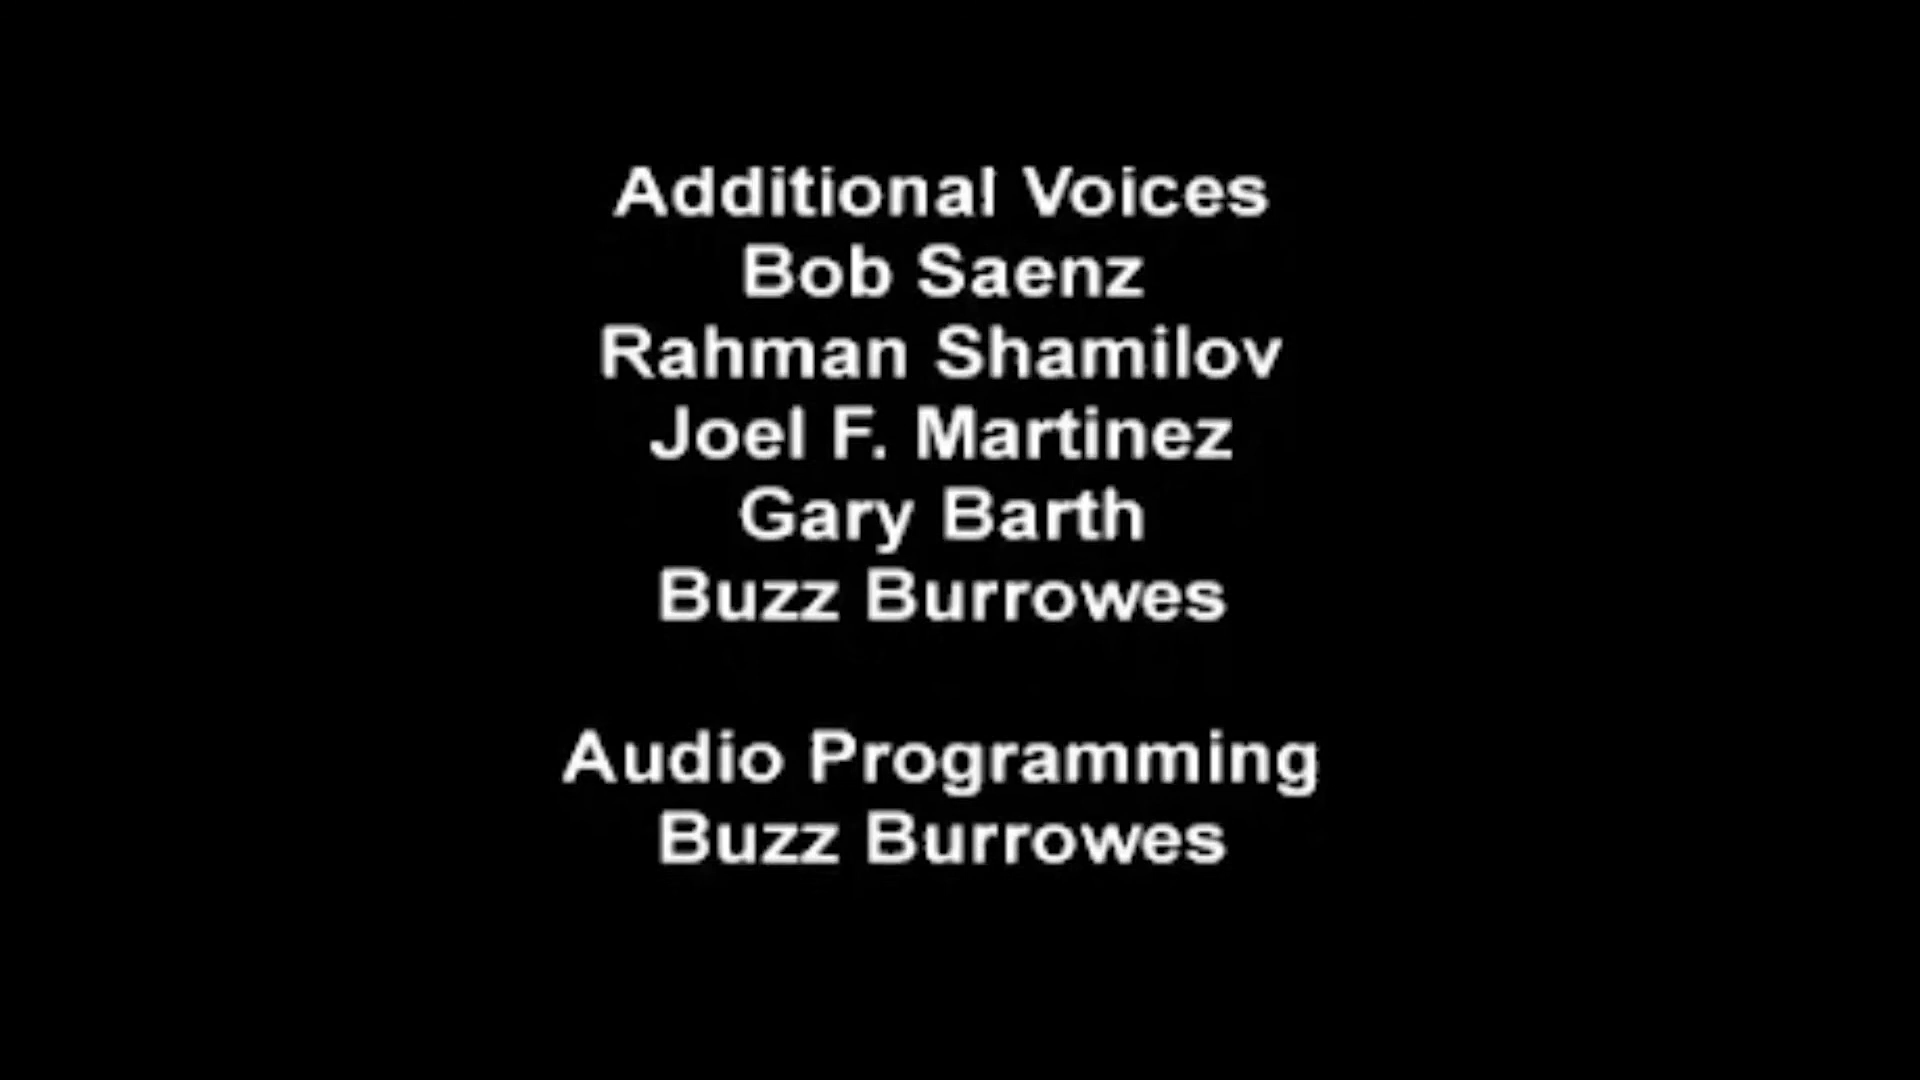 Additional Voices
Bob Saenz
Rahman Shamilov
Joel F. Martinez
Gary Barth
Buzz Burrowes
Audio Programming
Buzz Burrowes